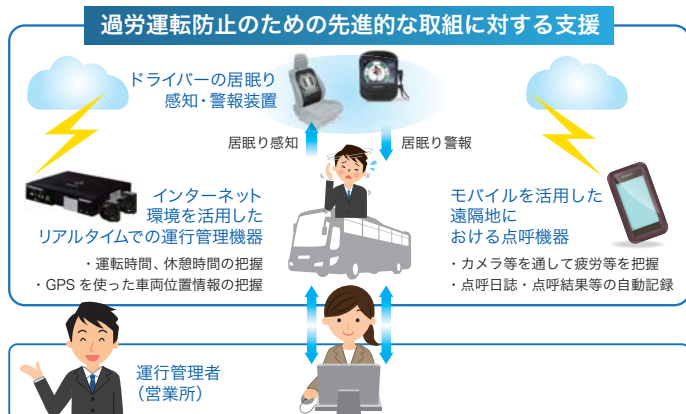 過労運転防止のための先進的な取組に対する支援
ドライバーの居眠り
感知・警報装置
居眠り感知
居眠り警報
インターネット
環境を活用した
リアルタイムでの運行管理機器
・運転時間、休憩時間の把握
・GPS を使った車両位置情報の把握
モバイルを活用した
遠隔地に
おける点呼機器
・カメラ等を通して疲労等を把握
・点呼日誌・点呼結果等の自動記録
運行管理者
（営業所）